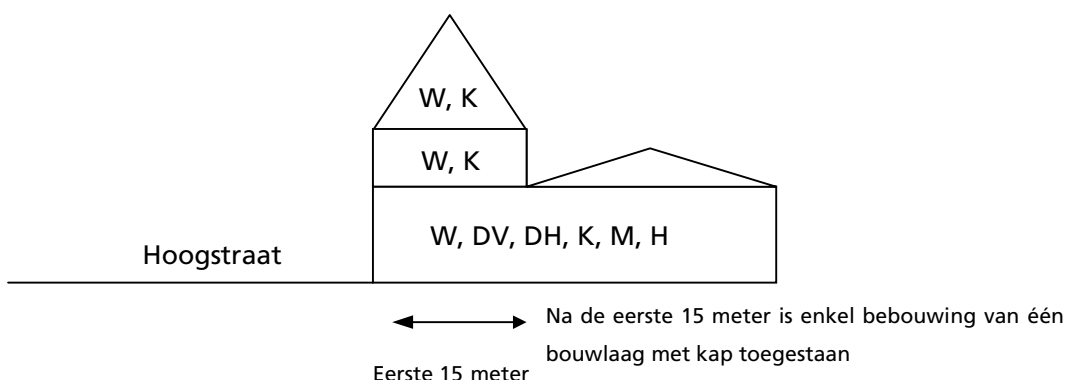 W, K
W, K
W, DV, DH, K, M, H
Hoogstraat
Na de eerste 15 meter is enkel bebouwing van één
bouwlaag met kap toegestaan
Eerste 15 meter